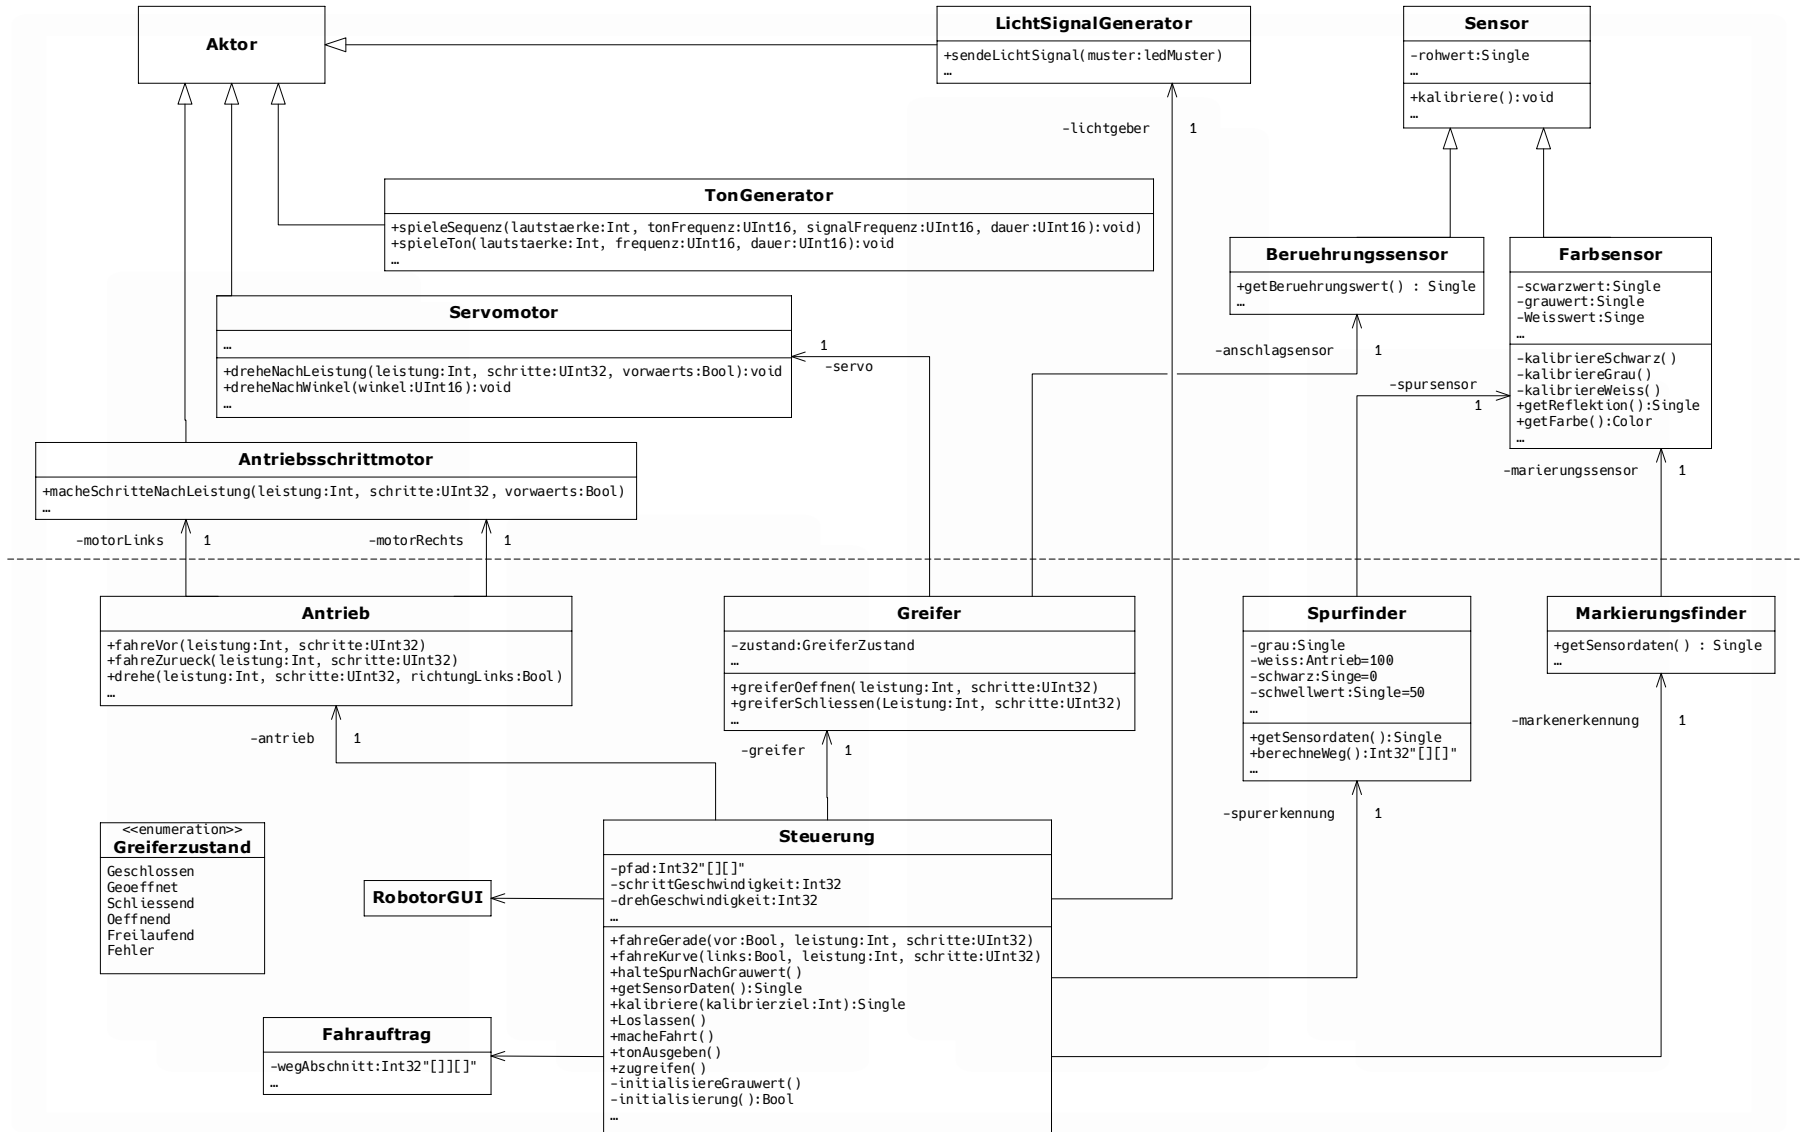 Aktor
LichtSignalGenerator
+sendeLichtSignal(muster:ledMuster)
…
Sensor
-rohwert:Single
…
+kalibriere():void
…
-lichtgeber 1
TonGenerator
+spieleSequenz(lautstaerke:Int, tonFrequenz:UInt16, signalFrequenz:UInt16, dauer:UInt16):void)
+spieleTon(lautstaerke:Int, frequenz:UInt16, dauer:UInt16):void
…
Beruehrungssensor
+getBeruehrungswert() : Single
…
Farbsensor
-scwarzwert:Single
-grauwert:Single
-Weisswert:Singe
…
-kalibriereSchwarz()
-kalibriereGrau()
-kalibriereWeiss()
+getReflektion():Single
+getFarbe():Color
…
Servomotor
…
+dreheNachLeistung(leistung:Int, schritte:UInt32, vorwaerts:Bool):void
+dreheNachWinkel(winkel:UInt16):void
…
1
-servo
-anschlagsensor 1
-spursensor
1
Antriebsschrittmotor
+macheSchritteNachLeistung(leistung:Int, schritte:UInt32, vorwaerts:Bool)
…
-marierungssensor 1
-motorLinks 1
-motorRechts 1
Antrieb
+fahreVor(leistung:Int, schritte:UInt32)
+fahreZurueck(leistung:Int, schritte:UInt32)
+drehe(leistung:Int, schritte:UInt32, richtungLinks:Bool)
…
Greifer
-zustand:GreiferZustand
…
+greiferOeffnen(leistung:Int, schritte:UInt32)
+greiferSchliessen(Leistung:Int, schritte:UInt32)
…
Spurfinder
-grau:Single
-weiss:Antrieb=100
-schwarz:Singe=0
-schwellwert:Single=50
…
+getSensordaten():Single
+berechneWeg():Int32"[][]"
…
Markierungsfinder
+getSensordaten() : Single
…
-antrieb 1
-greifer 1
-markenerkennung 1
-spurerkennung 1
<<enumeration>>
Greiferzustand
Geschlossen
Geoeffnet
Schliessend
Oeffnend
Freilaufend
Fehler
RobotorGUI
Steuerung
-pfad:Int32"[][]"
-schrittGeschwindigkeit:Int32
-drehGeschwindigkeit:Int32
…
+fahreGerade(vor:Bool, leistung:Int, schritte:UInt32)
+fahreKurve(links:Bool, leistung:Int, schritte:UInt32)
+halteSpurNachGrauwert()
+getSensorDaten():Single
+kalibriere(kalibrierziel:Int):Single
+Loslassen()
+macheFahrt()
+tonAusgeben()
+zugreifen()
-initialisiereGrauwert()
-initialisierung():Bool
…
Fahrauftrag
-wegAbschnitt:Int32"[]][]"
…